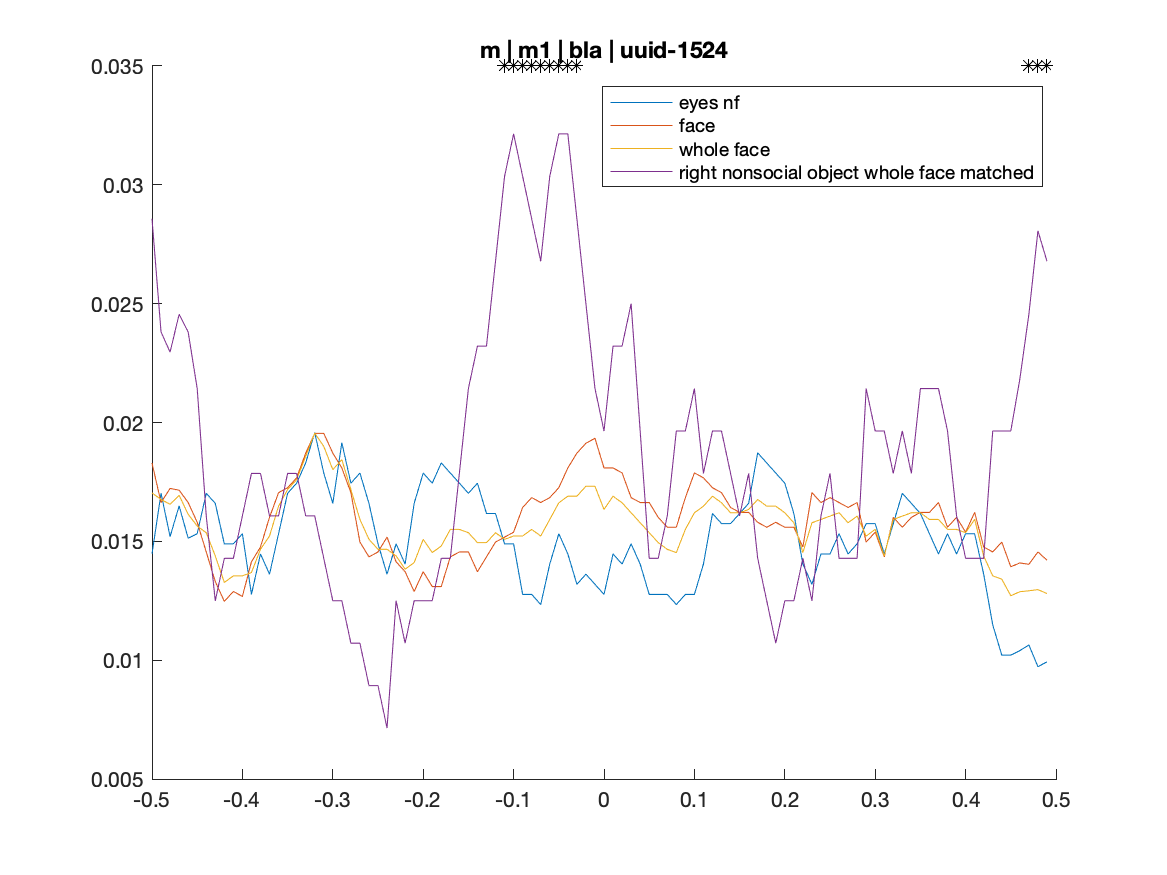 m | m1 | bla | uuid-1524
0.035
0.03
0.025
0.02
0.015
0.01
0.005
eyes nf
face
whole face
right nonsocial object whole face matched
-0.5 -0.4 -0.3 -0.2 -0.1 0 0.1 0.2 0.3 0.4 0.5